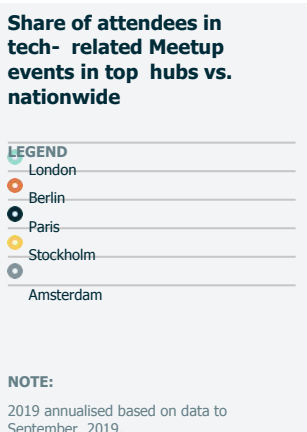 Share of attendees in
tech- related Meetup
events in top hubs vs.
nationwide
LEGEND
London
Berlin
Paris
Stockholm
Amsterdam
NOTE:
2019 annualised based on data to
September 2019